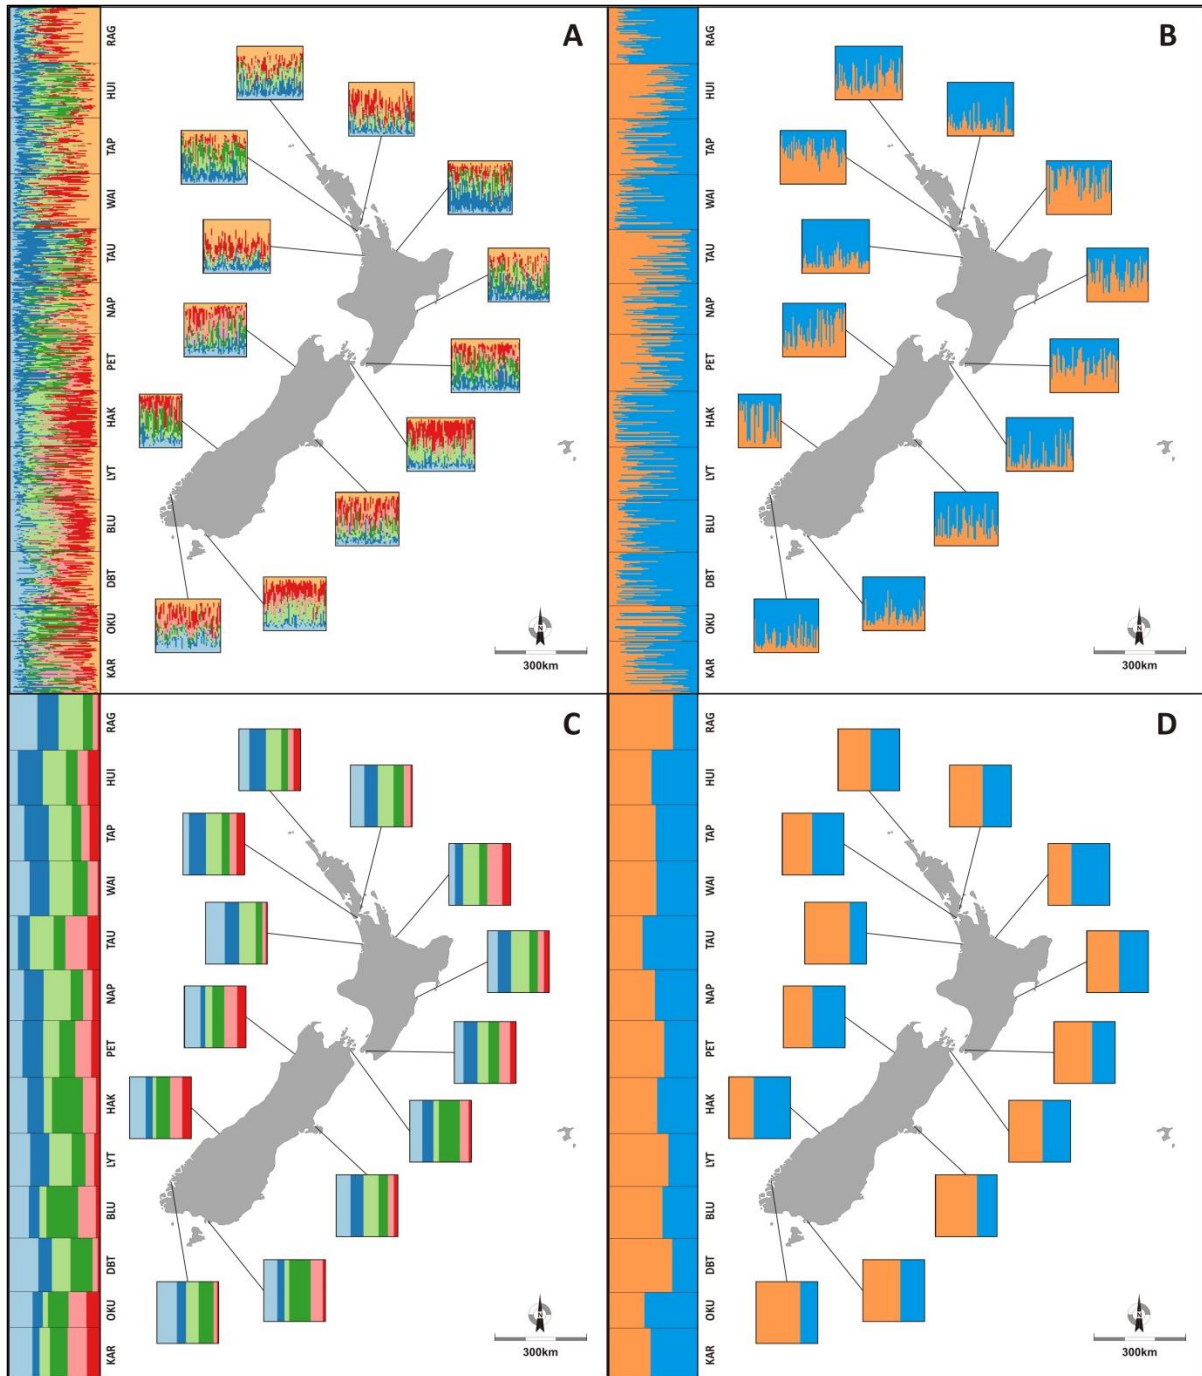 A
RAG
HUI
TAP
WAI
TAU
NAP
PET
HAK
LYT
BLU
DBT
OKU
KAR
N
300km
B
RAG
HUI
TAP
WAI
TAU
NAP
PET
HAK
LYT
BLU
DBT
OKU
KAR
N
300km
C
RAG
HUI
TAP
WAI
TAU
NAP
PET
HAK
LYT
BLU
DBT
OKU
KAR
N
300km
D
RAG
HUI
TAP
WAI
TAU
NAP
PET
HAK
LYT
BLU
DBT
OKU
KAR
N
300km